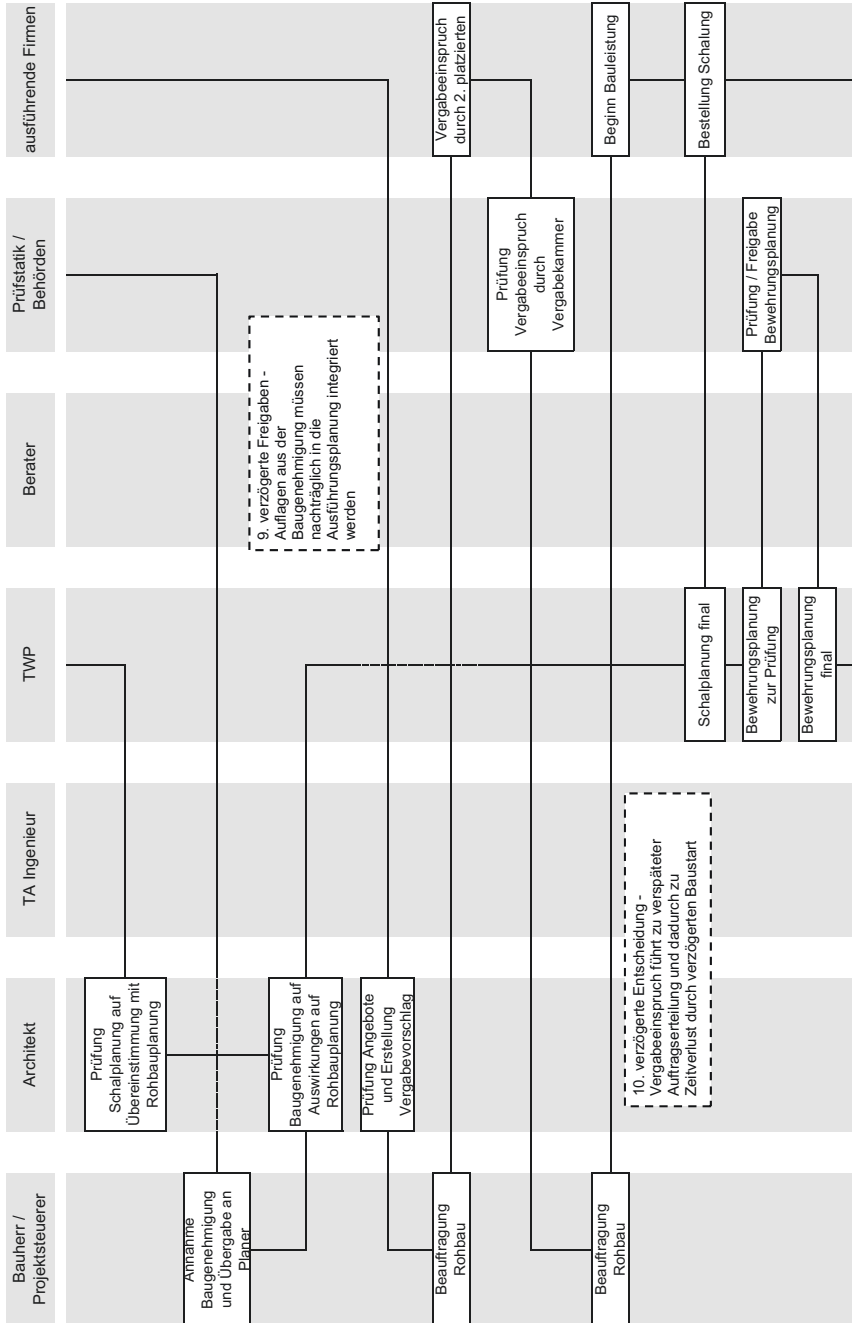 Bauherr /
Projektsteuerer
Architekt
TA Ingenieur
TWP
Berater
Prüfstatik /
Behörden
ausführende Firmen
Prüfung
Schalplanung auf
Übereinstimmung mit
Rohbauplanung
Annahme
Baugenehmigung
und Übergabe an
Planer
Prüfung
Baugenehmigung auf
Auswirkungen auf
Rohbauplanung
9. verzögerte Freigaben -
Auflagen aus der
Baugenehmigung müssen
nachträglich in die
Ausführungsplanung integriert
werden
Prüfung Angebote
und Erstellung
Vergabevorschlag
Beauftragung
Rohbau
Vergabeeinspruch
durch 2. platzierten
Prüfung
Vergabeeinspruch
durch
Vergabekammer
Beauftragung
Rohbau
Beginn Bauleistung
10. verzögerte Entscheidung -
Vergabeeinspruch führt zu verspäteter
Auftragserteilung und dadurch zu
Zeitverlust durch verzögerten Baustart
Schalplanung final
Bestellung Schalung
Bewehrungsplanung
zur Prüfung
Prüfung / Freigabe
Bewehrungsplanung
Bewehrungsplanung
final